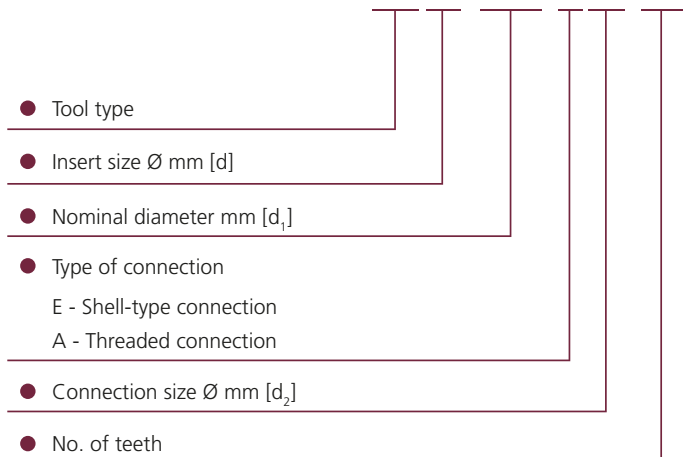 Tool type
Insert size Ø mm [d]
Nominal diameter mm [d₁]
Type of connection
E - Shell-type connection
A - Threaded connection
Connection size Ø mm [d₂]
No. of teeth